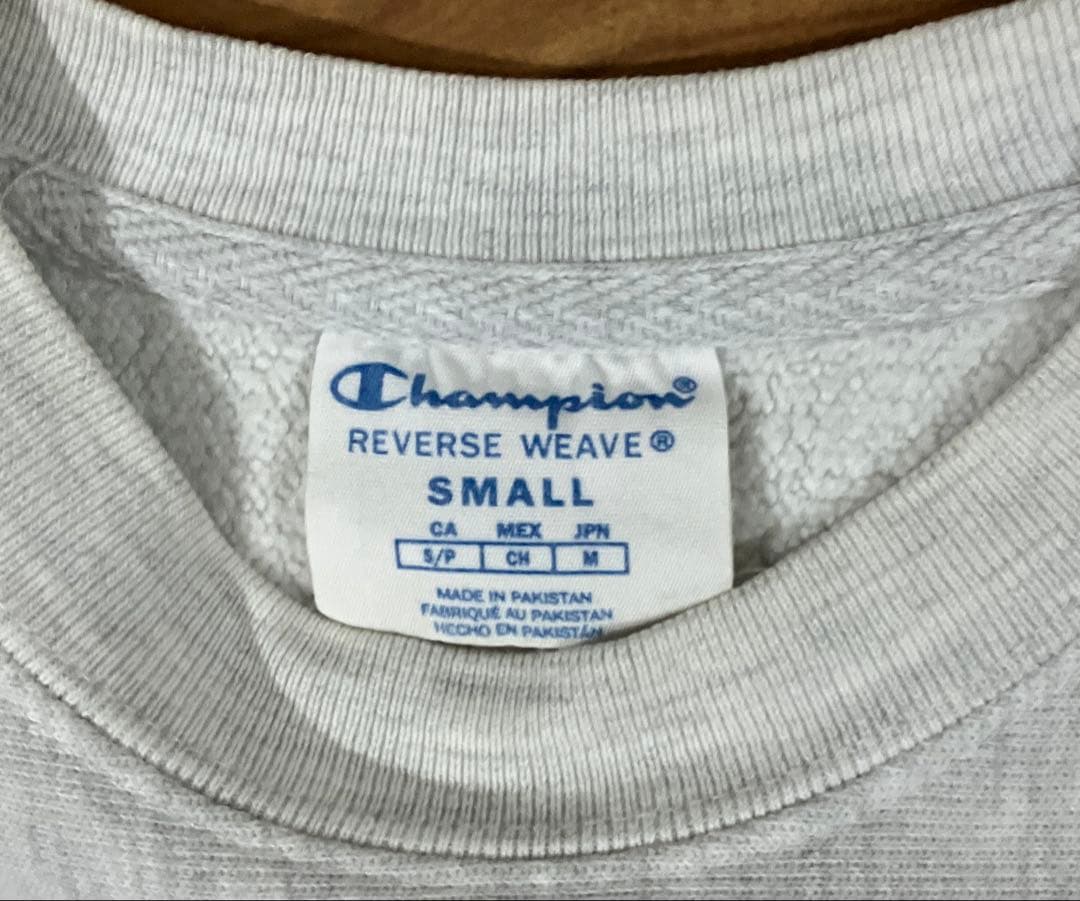 Champion®
REVERSE WEAVE®
SMALL
CA MEX JPN
S/P CH M
MADE IN PAKISTAN
FABRIQUÉ AU PAKISTAN
HECHO EN PAKISTÁN